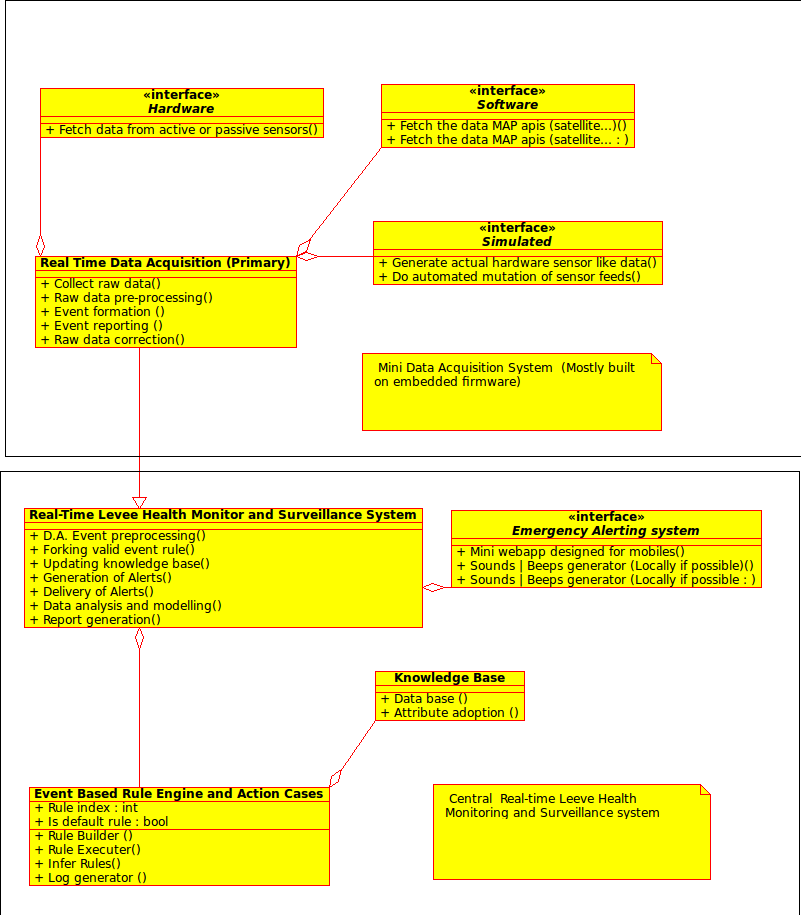 «interface»
Hardware
+ Fetch data from active or passive sensors()
«interface»
Software
+ Fetch the data MAP apis (satellite...)()
+ Fetch the data MAP apis (satellite... : )
«interface»
Simulated
+ Generate actual hardware sensor like data()
+ Do automated mutation of sensor feeds()
Real Time Data Acquisition (Primary)
+ Collect raw data()
+ Raw data pre-processing()
+ Event formation ()
+ Event reporting ()
+ Raw data correction()
Mini Data Acquisition System (Mostly built
on embedded firmware)
Real-Time Levee Health Monitor and Surveillance System
+ D.A. Event preprocessing()
+ Forking valid event rule()
+ Updating knowledge base()
+ Generation of Alerts()
+ Delivery of Alerts()
+ Data analysis and modelling()
+ Report generation()
«interface»
Emergency Alerting system
+ Mini webapp designed for mobiles()
+ Sounds | Beeps generator (Locally if possible)()
+ Sounds | Beeps generator (Locally if possible : )
Knowledge Base
+ Data base ()
+ Attribute adoption ()
Event Based Rule Engine and Action Cases
+ Rule index : int
+ Is default rule : bool
+ Rule Builder ()
+ Rule Executer()
+ Infer Rules()
+ Log generator ()
Central Real-time Leeve Health
Monitoring and Surveillance system